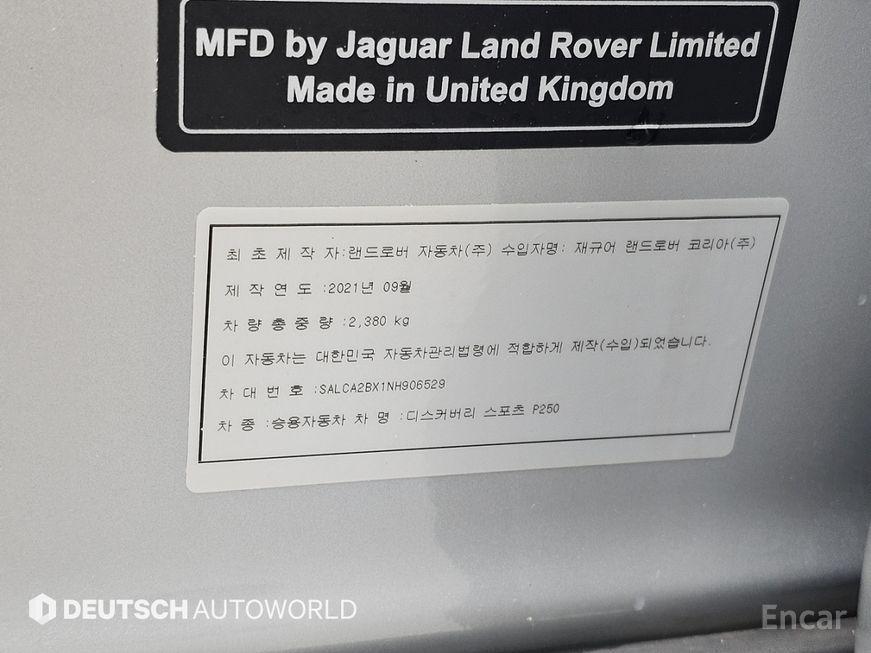 MFD by Jaguar Land Rover Limited
Made in United Kingdom
최 초 제 작 자:랜드로버 자동차(주) 수입자명: 재규어 랜드로버 코리아(주)
제 작 연 도 :2021년 09월
차 량 총 중 량 :2,380 kg
이 자동차는 대한민국 자동차관리법령에 적합하게 제작(수입)되었습니다.
차 대 번 호 :SALCA2BX1NH906529
차 종 :승용자동차 차 명 :디스커버리 스포츠 P250
DEUTSCH AUTOWORLD
Encar